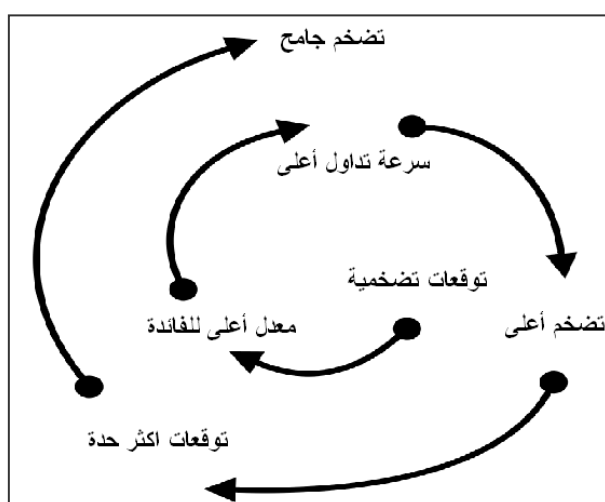 تضخم جامح
سرعة تداول أعلى
توقعات تضخمية
معدل أعلى للفائدة
تضخم أعلى
توقعات اكثر حدة